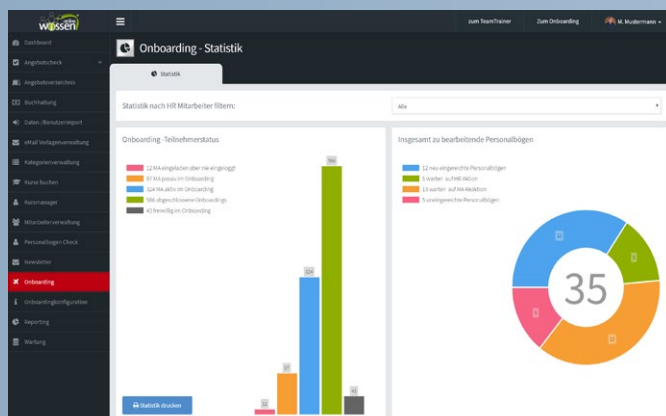 online
wissen
zum TeamTrainer
Zum Onboarding
M. Mustermann
Dashboard
Angebotscheck
Angebotsverzeichnis
Buchhaltung
Daten-/Benutzerimport
eMail Vorlagenverwaltung
Kategorienverwaltung
Kurse buchen
Kursmanager
Mitarbeiterverwaltung
Personalbogen Check
Newsletter
Onboarding
Onboardingkonfiguration
Reporting
Wartung
Onboarding - Statistik
Statistik
Statistik nach HR Mitarbeiter filtern:
Alle
Onboarding -Teilnehmerstatus
12 MA eingeladen aber nie eingeloggt
97 MA passiv im Onboarding
324 MA aktiv im Onboarding
586 abgeschlossene Onboardings
43 freiwillig im Onboarding
12
97
324
586
43
Statistik drucken
Insgesamt zu bearbeitende Personalbögen
12 neu eingereichte Personalbögen
5 warten auf HR Aktion
13 warten auf MA Reaktion
5 uneingereichte Personalbögen
35